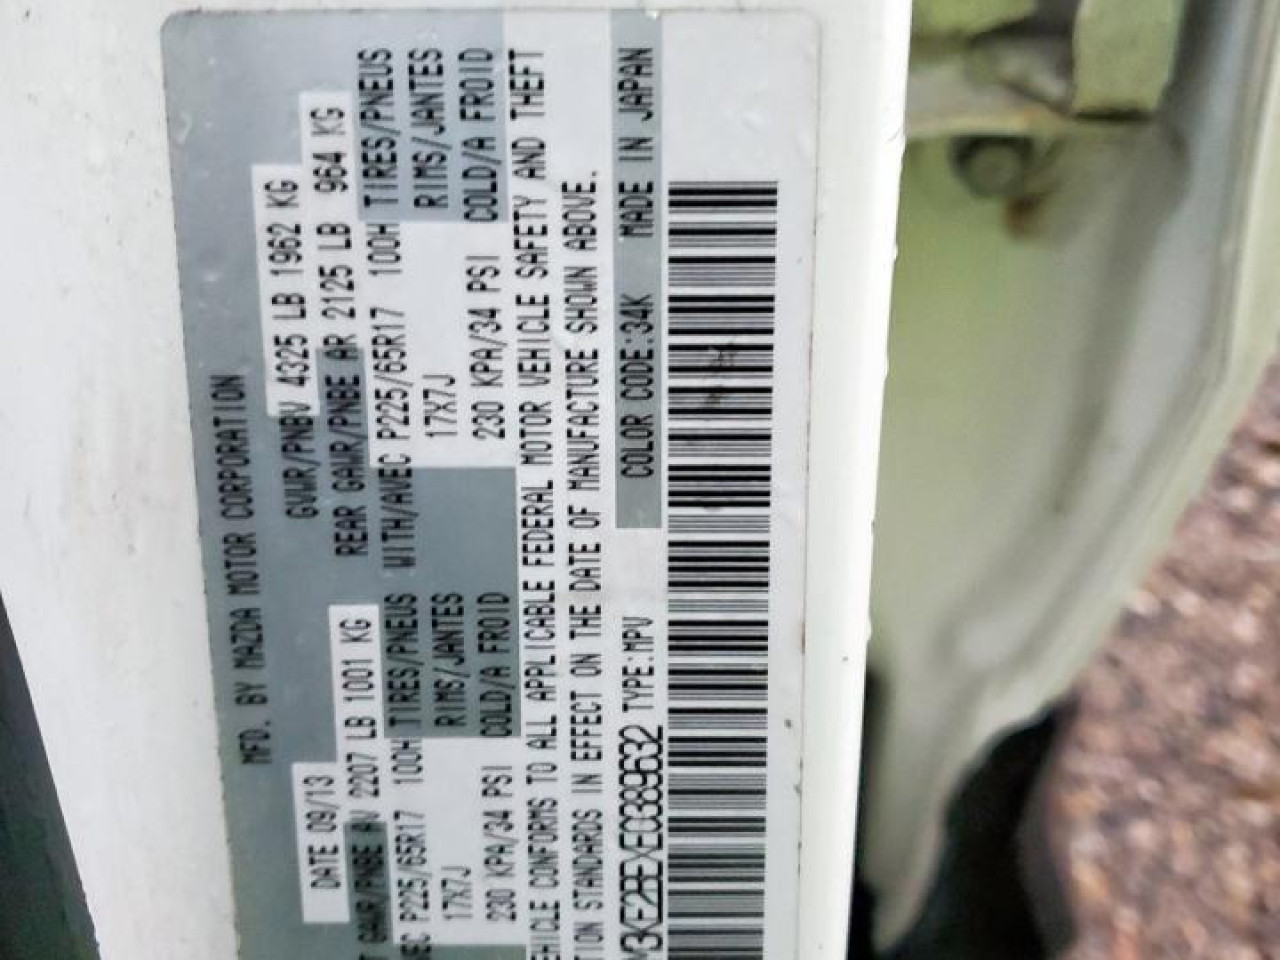 MFD. BY MAZDA MOTOR CORPORATION
DATE 09/13 GVWR/PNBV 4325 LB 1962 KG
GAWR/PNBE AV 2207 LB 1001 KG REAR GAWR/PNBE AR 2125 LB 964 KG
P225/65R17 100H TIRES/PNEUS WITH/AVEC P225/65R17 100H TIRES/PNEUS
17X7J RIMS/JANTES 17X7J RIMS/JANTES
230 KPA/34 PSI COLD/A FROID 230 KPA/34 PSI COLD/A FROID
CONFORMS TO ALL APPLICABLE FEDERAL MOTOR VEHICLE SAFETY AND THEFT
STANDARDS IN EFFECT ON THE DATE OF MANUFACTURE SHOWN ABOVE.
TYPE:MPV COLOR CODE:34K MADE IN JAPAN